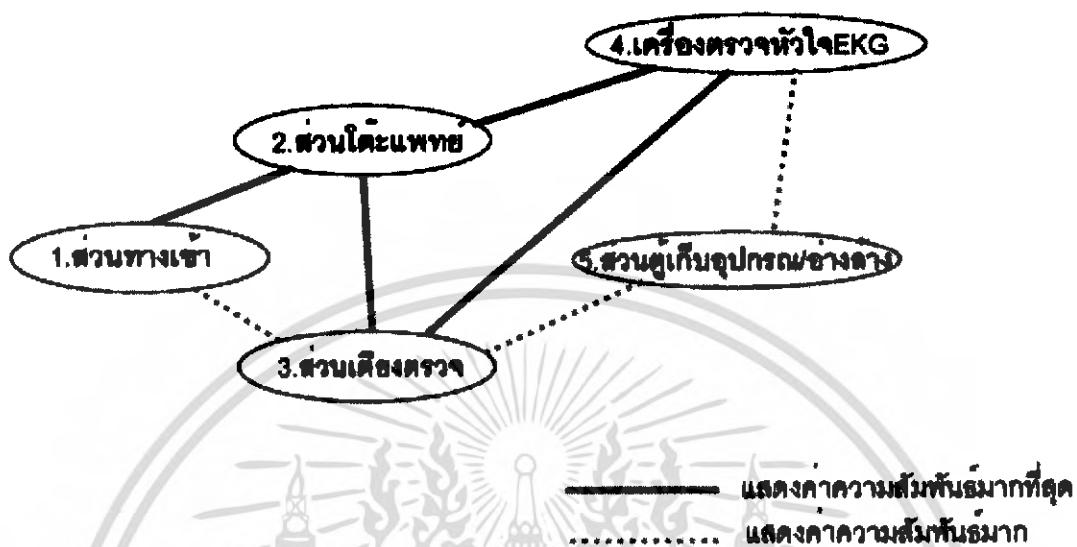 4.เครื่องตรวจหัวใจEKG
2.ส่วนโต๊ะแพทย์
1.ส่วนทางเข้า
5.ส่วนตู้เก็บอุปกรณ์/อ่างล้าง
3.ส่วนเตียงตรวจ
แสดงค่าความสัมพันธ์มากที่สุด
แสดงค่าความสัมพันธ์มาก